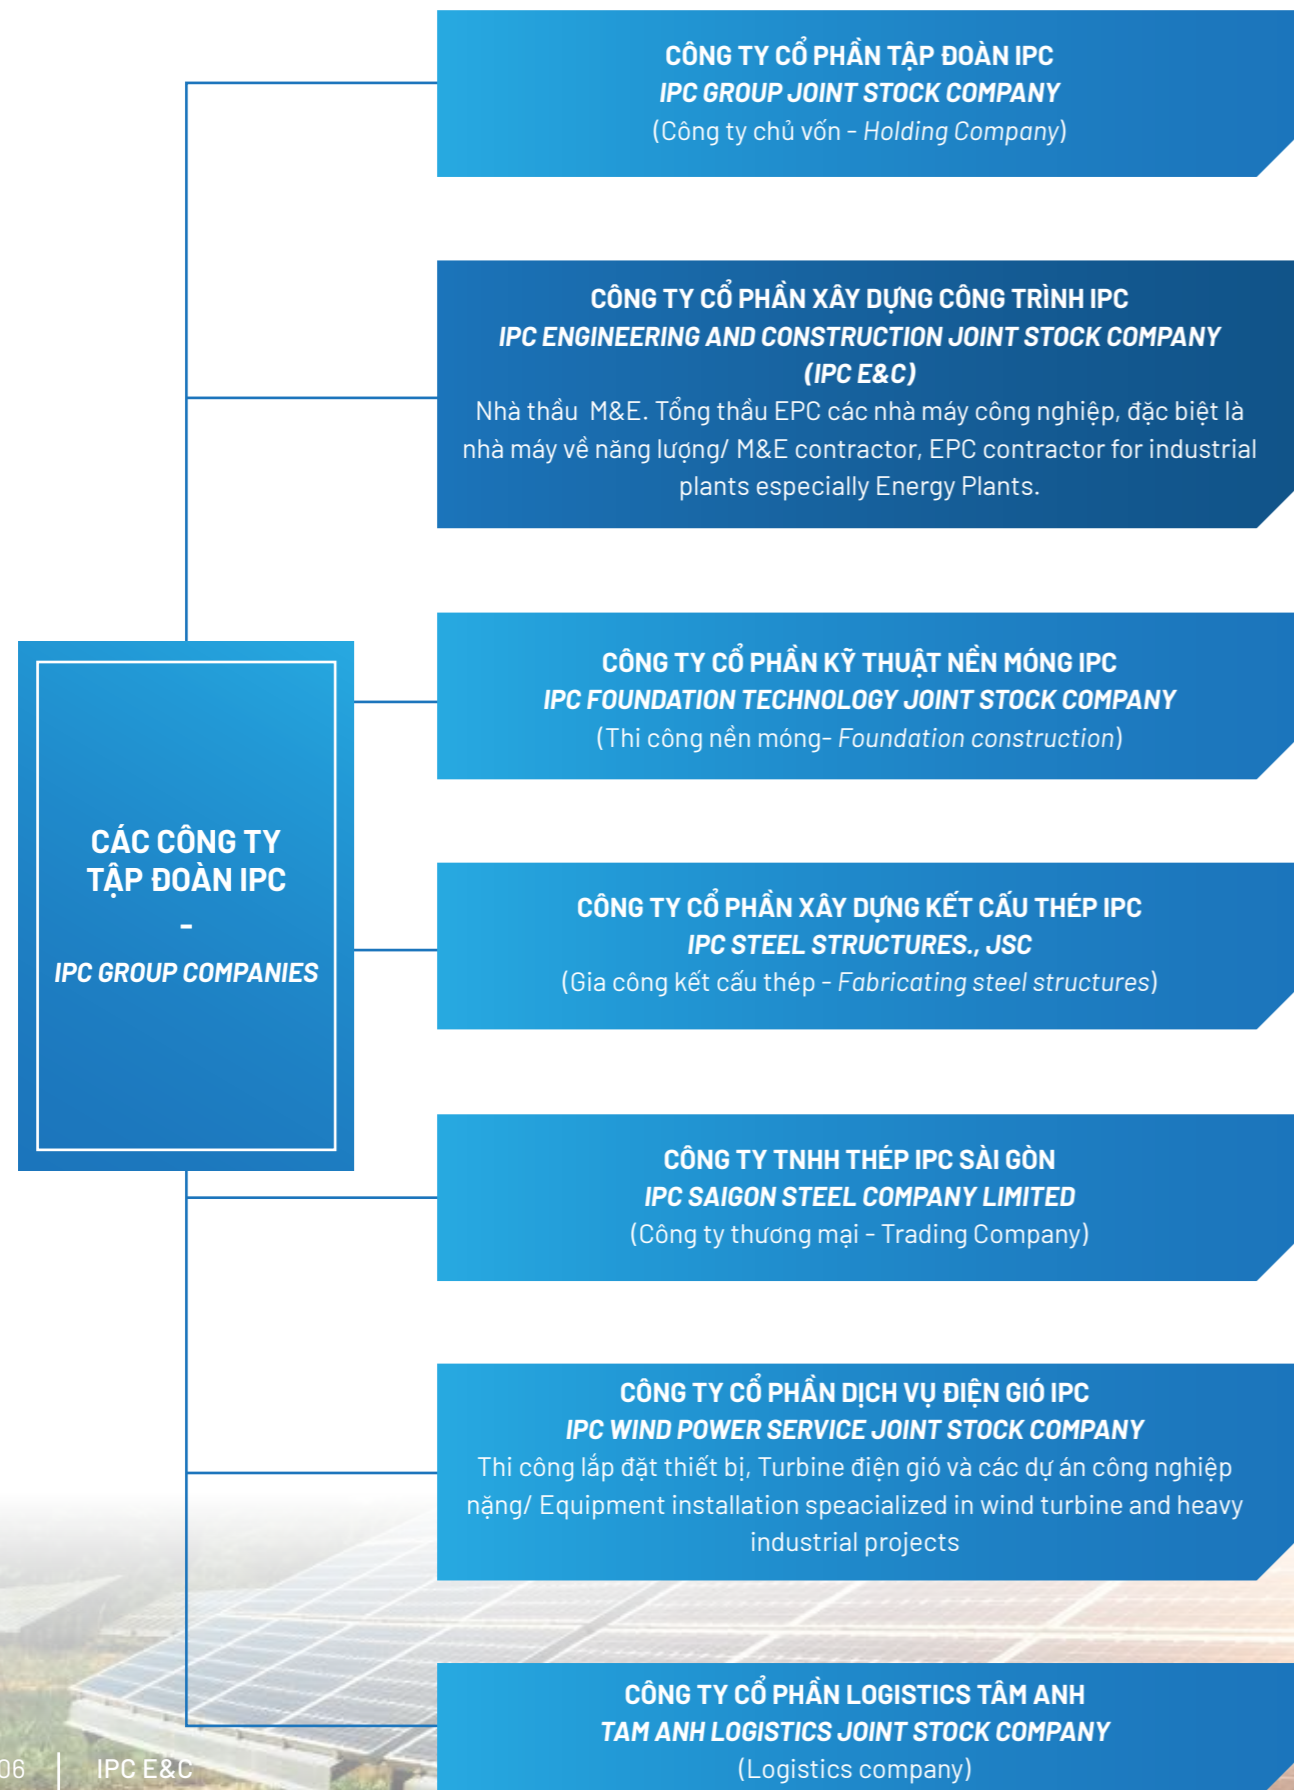 CÔNG TY CỔ PHẦN TẬP ĐOÀN IPC
IPC GROUP JOINT STOCK COMPANY
(Công ty chủ vốn - Holding Company)
CÔNG TY CỔ PHẦN XÂY DỰNG CÔNG TRÌNH IPC
IPC ENGINEERING AND CONSTRUCTION JOINT STOCK COMPANY
(IPC E&C)
Nhà thầu M&E. Tổng thầu EPC các nhà máy công nghiệp, đặc biệt là
nhà máy về năng lượng/ M&E contractor, EPC contractor for industrial
plants especially Energy Plants.
CÔNG TY CỔ PHẦN KỸ THUẬT NỀN MÓNG IPC
IPC FOUNDATION TECHNOLOGY JOINT STOCK COMPANY
(Thi công nền móng- Foundation construction)
CÁC CÔNG TY
TẬP ĐOÀN IPC
-
IPC GROUP COMPANIES
CÔNG TY CỔ PHẦN XÂY DỰNG KẾT CẤU THÉP IPC
IPC STEEL STRUCTURES., JSC
(Gia công kết cấu thép - Fabricating steel structures)
CÔNG TY TNHH THÉP IPC SÀI GÒN
IPC SAIGON STEEL COMPANY LIMITED
(Công ty thương mại - Trading Company)
CÔNG TY CỔ PHẦN DỊCH VỤ ĐIỆN GIÓ IPC
IPC WIND POWER SERVICE JOINT STOCK COMPANY
Thi công lắp đặt thiết bị, Turbine điện gió và các dự án công nghiệp
nặng/ Equipment installation speacialized in wind turbine and heavy
industrial projects
CÔNG TY CỔ PHẦN LOGISTICS TÂM ANH
TAM ANH LOGISTICS JOINT STOCK COMPANY
(Logistics company)
06 | IPC E&C